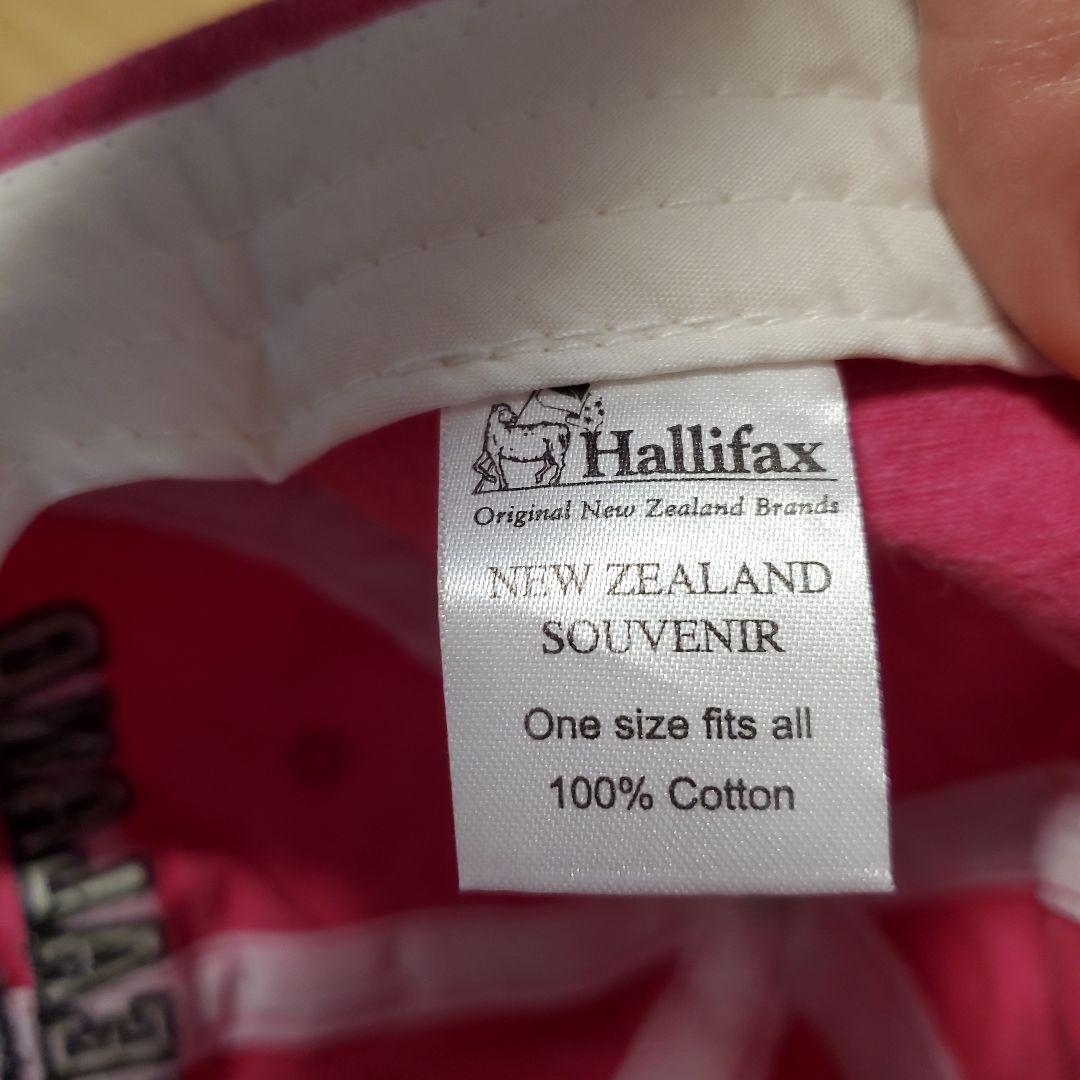 Hallifax
Original New Zealand Brands
NEW ZEALAND
SOUVENIR
One size fits all
100% Cotton